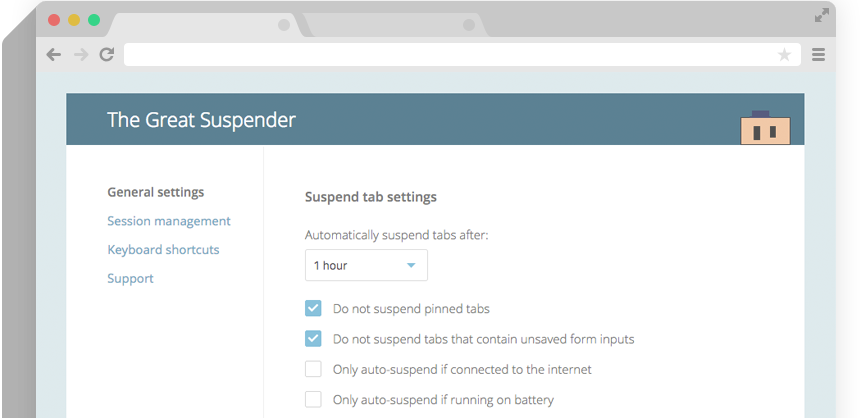 The Great Suspender
General settings
Session management
Keyboard shortcuts
Support
Suspend tab settings
Automatically suspend tabs after:
1 hour
Do not suspend pinned tabs
Do not suspend tabs that contain unsaved form inputs
Only auto-suspend if connected to the internet
Only auto-suspend if running on battery